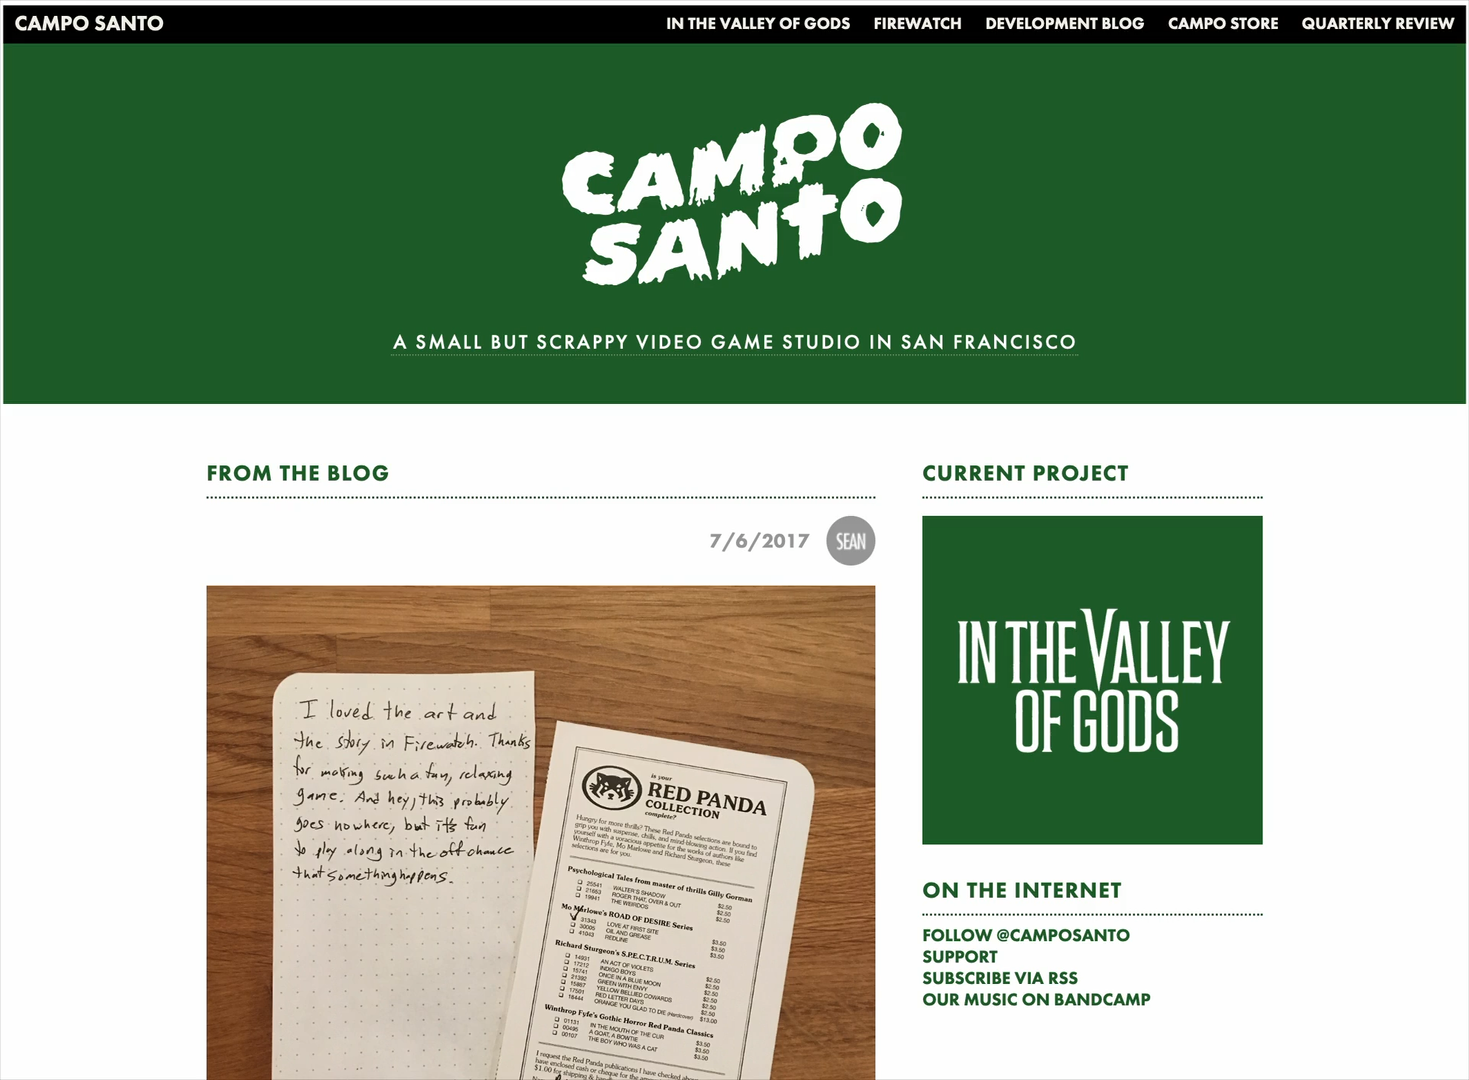 CAMPO SANTO
IN THE VALLEY OF GODS
FIREWATCH
DEVELOPMENT BLOG
CAMPO STORE
QUARTERLY REVIEW
CAMPO
SANTO
A SMALL BUT SCRAPPY VIDEO GAME STUDIO IN SAN FRANCISCO
FROM THE BLOG
7/6/2017
SEAN
I loved the art and
the story in Firewatch. Thanks
for making such a fun, relaxing
game. And hey, this probably
goes nowhere, but it's fun
to play along in the off chance
that something happens.
is your
RED PANDA
COLLECTION
complete?
Hungry for more thrills? These Red Panda selections are bound to
grip you with suspense, chills, and mind-blowing action. If you find
yourself with a voracious appetite for the works of authors like
Winthrop Fyfe, Mo Marlowe and Richard Sturgeon, these
selections are for you.
Psychological Tales from master of thrills Gilly Gorman
25541 WALTER'S SHADOW $2.50
21653 ROGER THAT, OVER & OUT $2.50
19941 THE WEIRDOS $2.50
Mo Marlowe's ROAD OF DESIRE Series
31343 LOVE AT FIRST SITE $3.50
30005 OIL AND GREASE $3.50
41043 REDLINE $3.50
Richard Sturgeon's S.P.E.C.T.R.U.M. Series
14931 AN ACT OF VIOLETS $2.50
17212 INDIGO BOYS $2.50
15741 ONCE IN A BLUE MOON $2.50
21392 GREEN WITH ENVY $2.50
15867 YELLOW BELLIED COWARDS $2.50
17501 RED LETTER DAYS $2.50
18444 ORANGE YOU GLAD TO DIE (Hardcover) $13.00
Winthrop Fyfe's Gothic Horror Red Panda Classics
01131 IN THE MOUTH OF THE CUR $3.50
00495 A GOAT, A BOWTIE $3.50
00107 THE BOY WHO WAS A CAT $3.50
I request the Red Panda publications I have checked
have enclosed cash or cheque for the
$1.00 for shipping &
CURRENT PROJECT
IN THE VALLEY
OF GODS
ON THE INTERNET
FOLLOW @CAMPOSANTO
SUPPORT
SUBSCRIBE VIA RSS
OUR MUSIC ON BANDCAMP